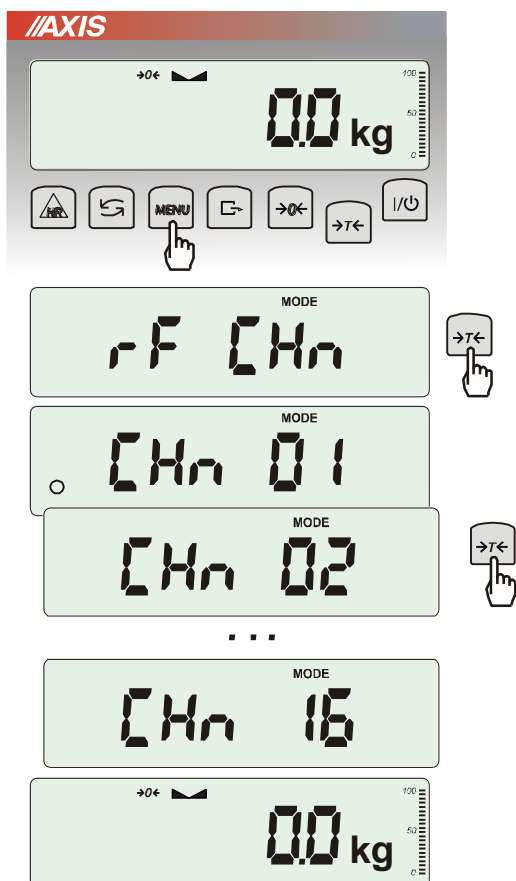 //AXIS
→0←
100
50
0
0.0 kg
HR
MENU
→0←
→T←
I/⏻
MODE
rF CHn
→T←
MODE
CHn 01
MODE
CHn 02
→T←
...
MODE
CHn 16
→0←
100
50
0
0.0 kg